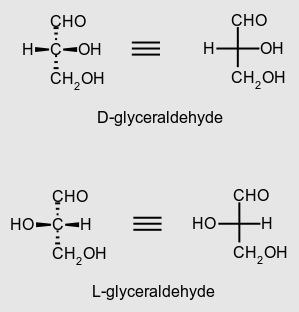 CHO CHO
H C OH H OH
CH2OH CH2OH
D-glyceraldehyde
CHO CHO
HO C H HO H
CH2OH CH2OH
L-glyceraldehyde